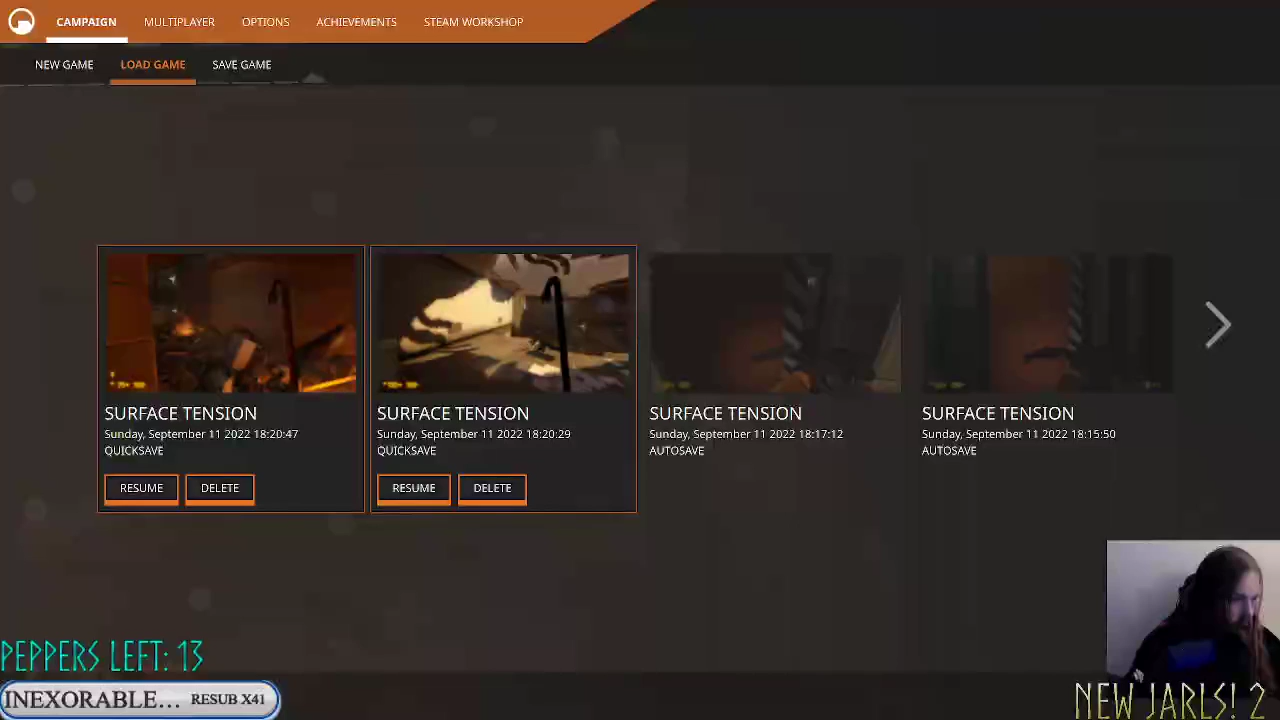 CAMPAIGN MULTIPLAYER OPTIONS ACHIEVEMENTS STEAM WORKSHOP
NEW GAME LOAD GAME SAVE GAME
SURFACE TENSION
Sunday, September 11 2022 18:20:47
QUICKSAVE
RESUME DELETE
SURFACE TENSION
Sunday, September 11 2022 18:20:29
QUICKSAVE
RESUME DELETE
SURFACE TENSION
Sunday, September 11 2022 18:17:12
AUTOSAVE
SURFACE TENSION
Sunday, September 11 2022 18:15:50
AUTOSAVE
PEPPERS LEFT: 13
INEXORABLE... RESUB X41
NEW JARLS! 2